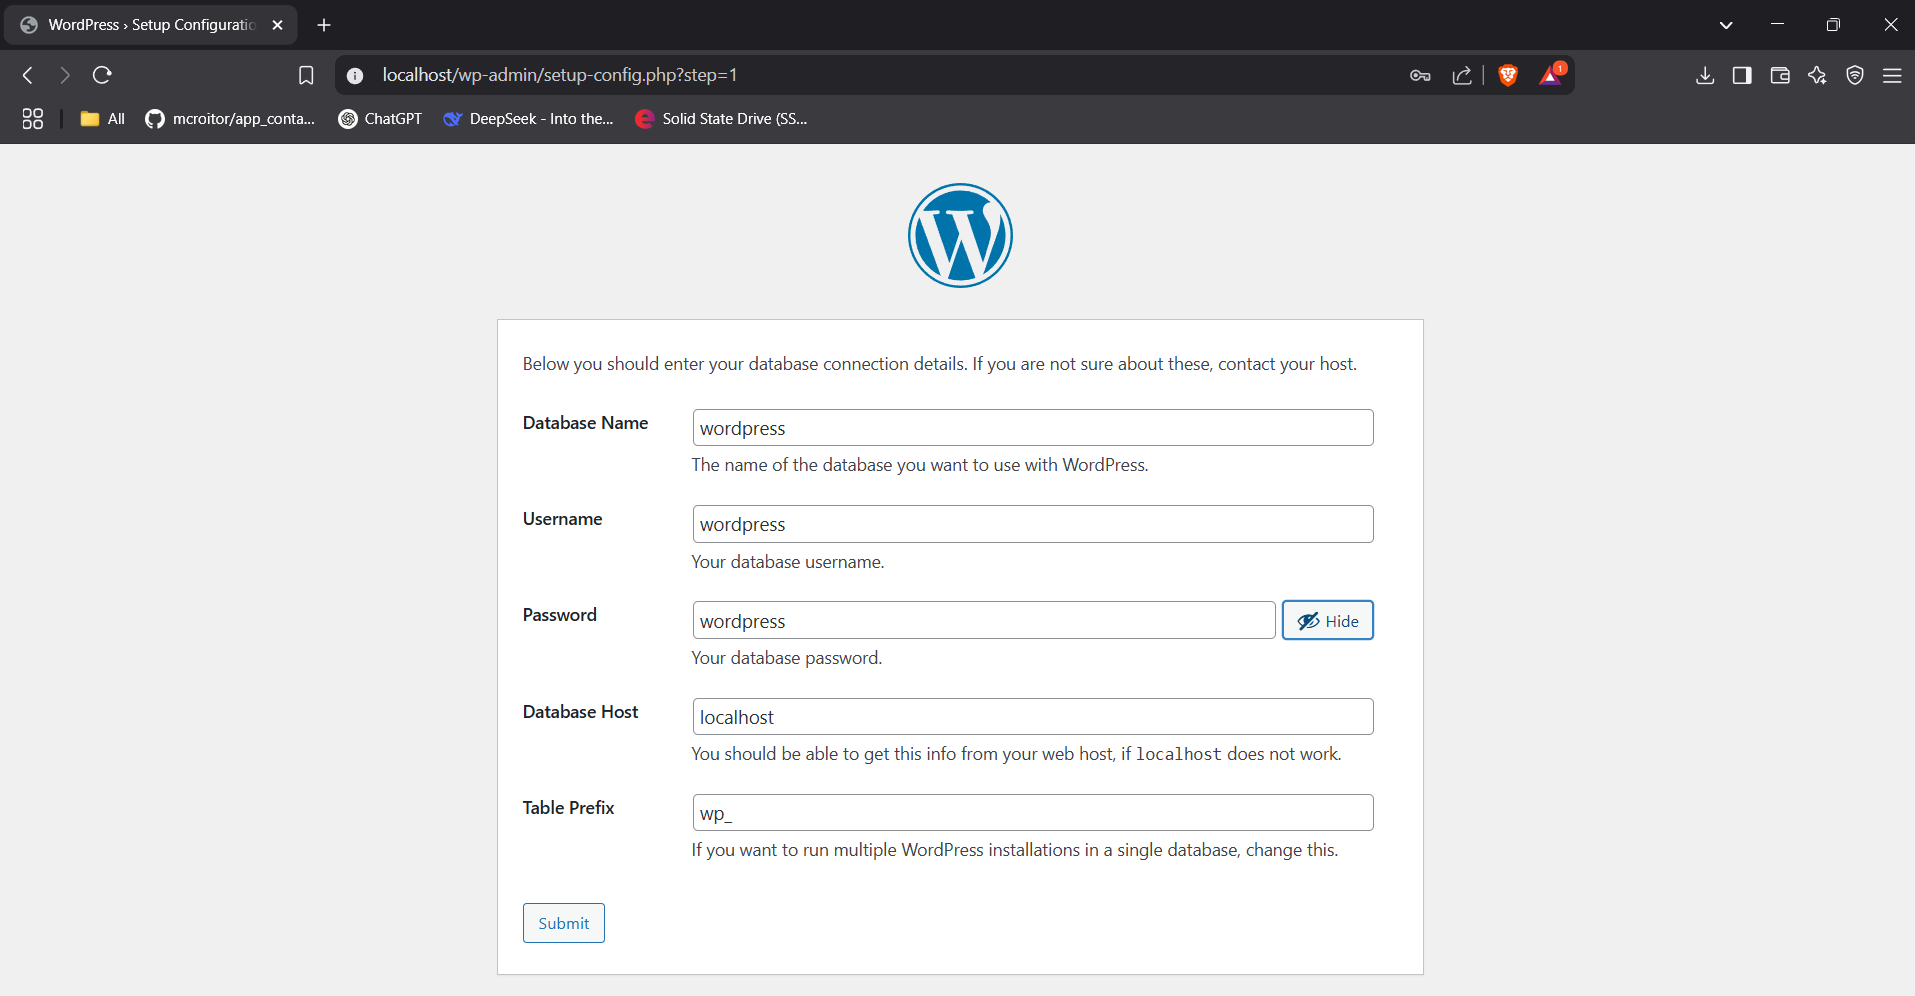 WordPress › Setup Configuratio
localhost/wp-admin/setup-config.php?step=1
1
All
mcroitor/app_conta...
ChatGPT
DeepSeek - Into the...
Solid State Drive (SS...
Below you should enter your database connection details. If you are not sure about these, contact your host.
Database Name
wordpress
The name of the database you want to use with WordPress.
Username
wordpress
Your database username.
Password
wordpress
Hide
Your database password.
Database Host
localhost
You should be able to get this info from your web host, if localhost does not work.
Table Prefix
wp_
If you want to run multiple WordPress installations in a single database, change this.
Submit